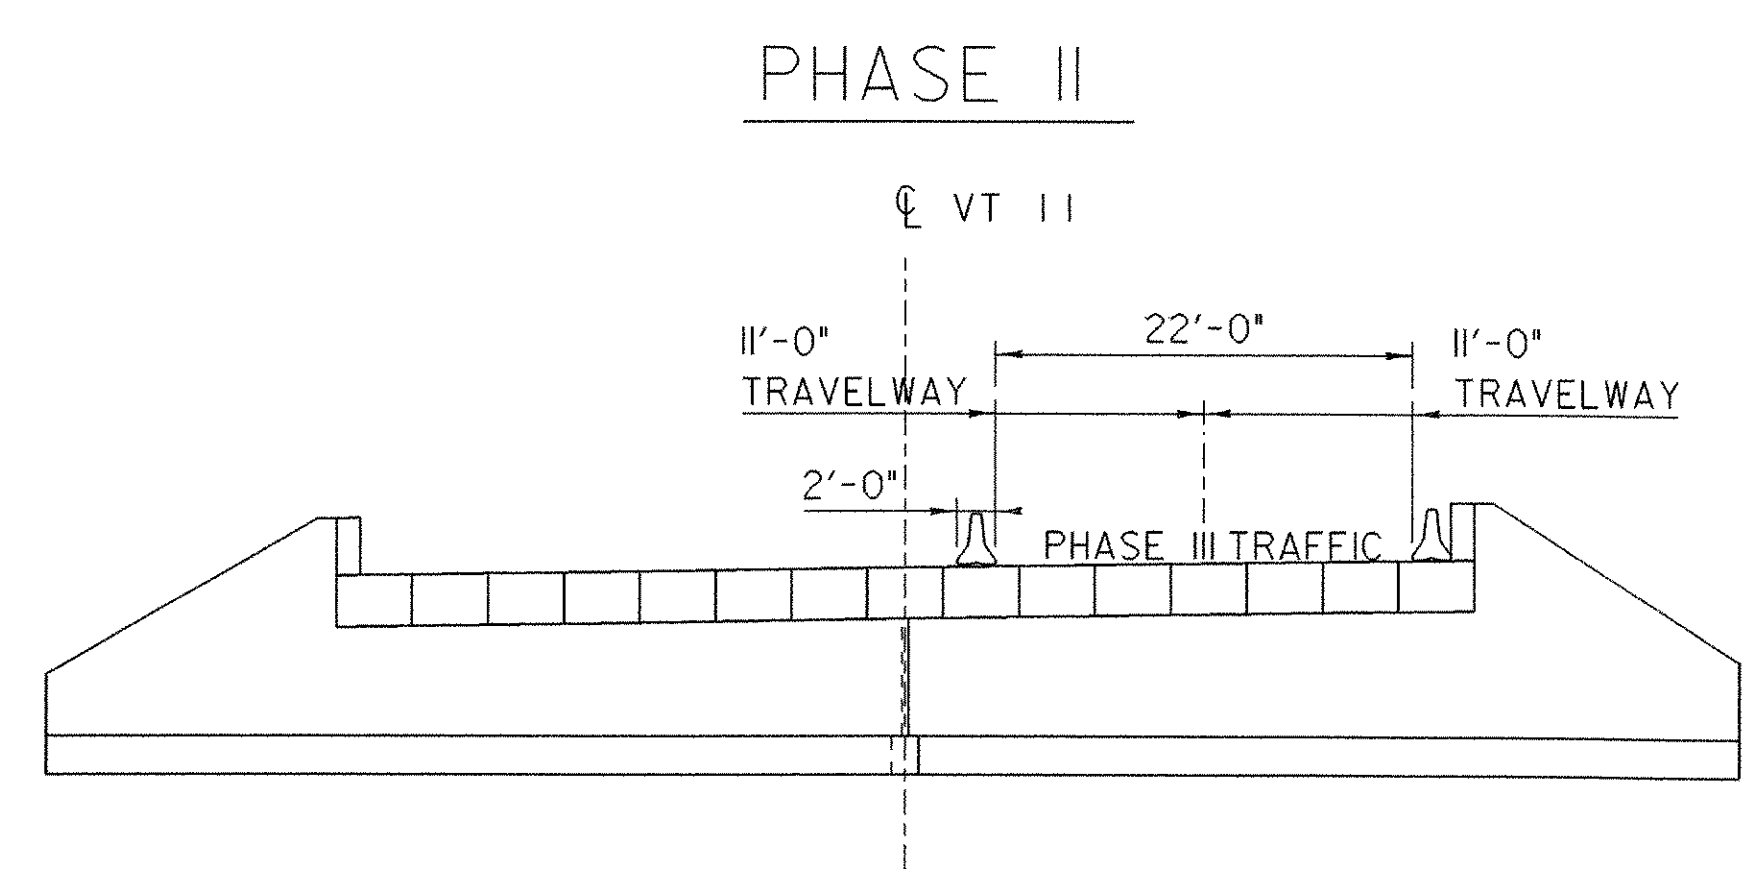 PHASE II
℄ VT 11
22'-0"
11'-0"
TRAVELWAY
11'-0"
TRAVELWAY
2'-0"
PHASE III TRAFFIC